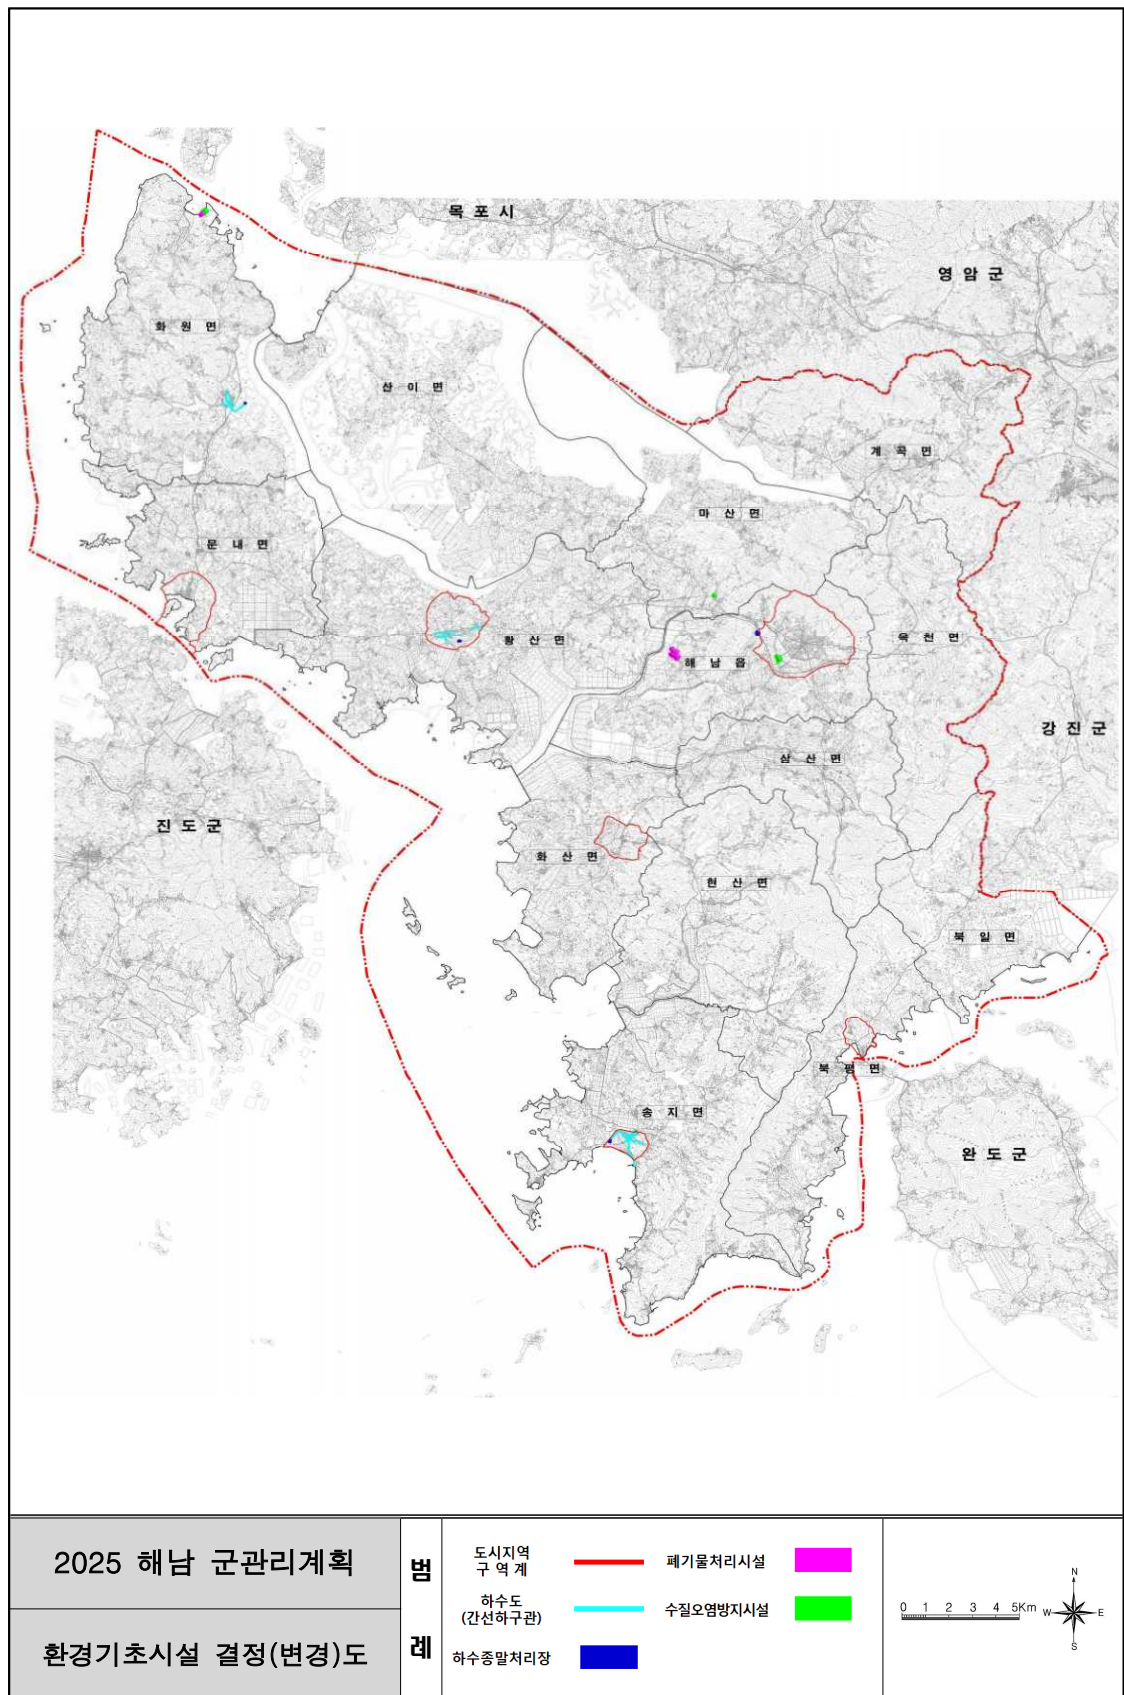 목포시
영암군
화원면
산이면
계곡면
마산면
문내면
황산면
옥천면
해남읍
강진군
삼산면
진도군
화산면
현산면
북일면
북평면
송지면
완도군
2025 해남 군관리계획
환경기초시설 결정(변경)도
범
례
도시지역
구역계
폐기물처리시설
하수도
(간선하구관)
수질오염방지시설
하수종말처리장
0 1 2 3 4 5Km
N
W E
S